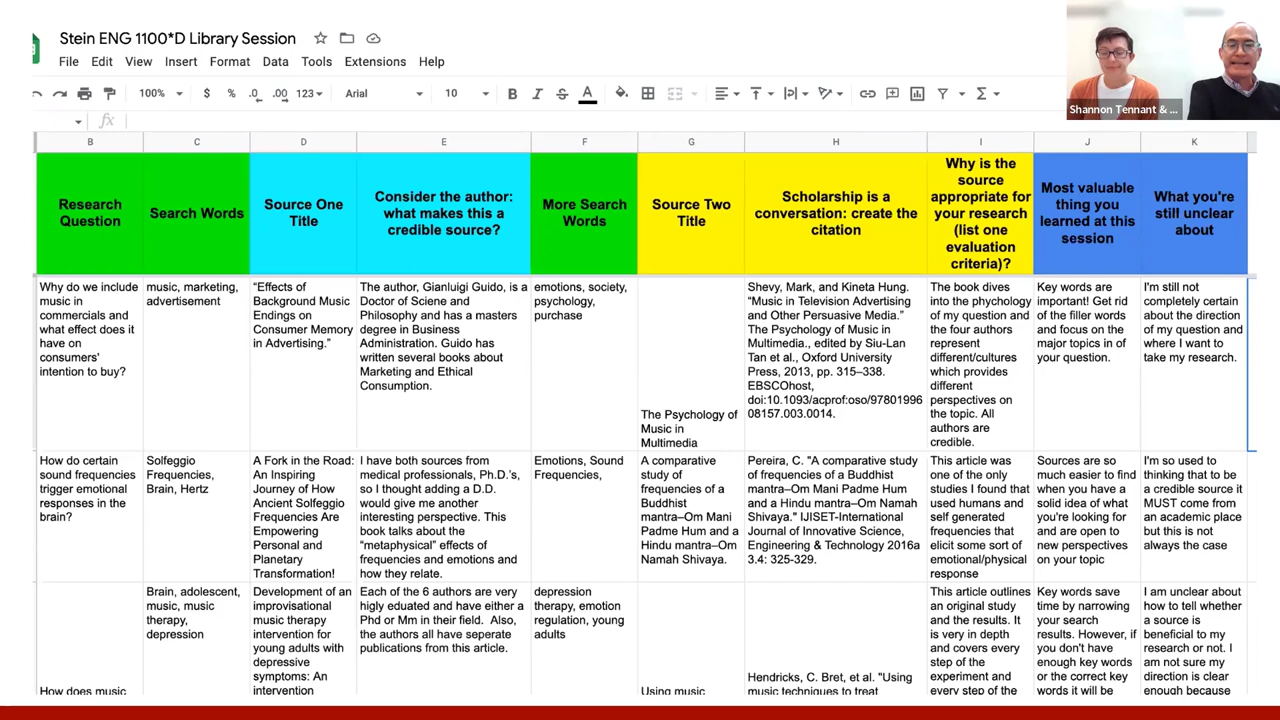 Stein ENG 1100*D Library Session
File Edit View Insert Format Data Tools Extensions Help
100% $ % .0 .00 123 Arial 10 B I S A
Shannon Tennant & ...
fx
B C D E F G H I J K
Research
Question
Search Words
Source One
Title
Consider the author:
what makes this a
credible source?
More Search
Words
Source Two
Title
Scholarship is a
conversation: create the
citation
Why is the
source
appropriate for
your research
(list one
evaluation
criteria)?
Most valuable
thing you
learned at this
session
What you're
still unclear
about
Why do we include
music in
commercials and
what effect does it
have on
consumers'
intention to buy?
music, marketing,
advertisement
"Effects of
Background Music
Endings on
Consumer Memory
in Advertising."
The author, Gianluigi Guido, is a
Doctor of Sciene and
Philosophy and has a masters
degree in Business
Administration. Guido has
written several books about
Marketing and Ethical
Consumption.
emotions, society,
psychology,
purchase
The Psychology of
Music in
Multimedia
Shevy, Mark, and Kineta Hung.
"Music in Television Advertising
and Other Persuasive Media."
The Psychology of Music in
Multimedia., edited by Siu-Lan
Tan et al., Oxford University
Press, 2013, pp. 315–338.
EBSCOhost,
doi:10.1093/acprof:oso/97801996
08157.003.0014.
The book dives
into the phychology
of my question and
the four authors
represent
different/cultures
which provides
different
perspectives on
the topic. All
authors are
credible.
Key words are
important! Get rid
of the filler words
and focus on the
major topics in of
your question.
I'm still not
completely certain
about the direction
of my question and
where I want to
take my research.
How do certain
sound frequencies
trigger emotional
responses in the
brain?
Solfeggio
Frequencies,
Brain, Hertz
A Fork in the Road:
An Inspiring
Journey of How
Ancient Solfeggio
Frequencies Are
Empowering
Personal and
Planetary
Transformation!
I have both sources from
medical professionals, Ph.D.'s,
so I thought adding a D.D.
would give me another
interesting perspective. This
book talks about the
"metaphysical" effects of
frequencies and emotions and
how they relate.
Emotions, Sound
Frequencies,
A comparative
study of
frequencies of a
Buddhist
mantra–Om Mani
Padme Hum and a
Hindu mantra–Om
Namah Shivaya.
Pereira, C. "A comparative study
of frequencies of a Buddhist
mantra–Om Mani Padme Hum
and a Hindu mantra–Om Namah
Shivaya." IJISET-International
Journal of Innovative Science,
Engineering & Technology 2016a
3.4: 325-329.
This article was
one of the only
studies I found that
used humans and
self generated
frequencies that
elicit some sort of
emotional/physical
response
Sources are so
much easier to find
when you have a
solid idea of what
you're looking for
and are open to
new perspectives
on your topic
I'm so used to
thinking that to be
a credible source it
MUST come from
an academic place
but this is not
always the case
How does music
Brain, adolescent,
music, music
therapy,
depression
Development of an
improvisational
music therapy
intervention for
young adults with
depressive
symptoms: An
intervention
Each of the 6 authors are very
higly eduated and have either a
Phd or Mm in their field. Also,
the authors all have seperate
publications from this article.
depression
therapy, emotion
regulation, young
adults
Using music
Hendricks, C. Bret, et al. "Using
music techniques to treat
This article outlines
an original study
and the results. It
is very in depth
and covers every
step of the
experiment and
every step of the
Key words save
time by narrowing
your search
results. However, if
you don't have
enough key words
or the correct key
words it will be
I am unclear about
how to tell whether
a source is
beneficial to my
research or not. I
am not sure my
direction is clear
enough because